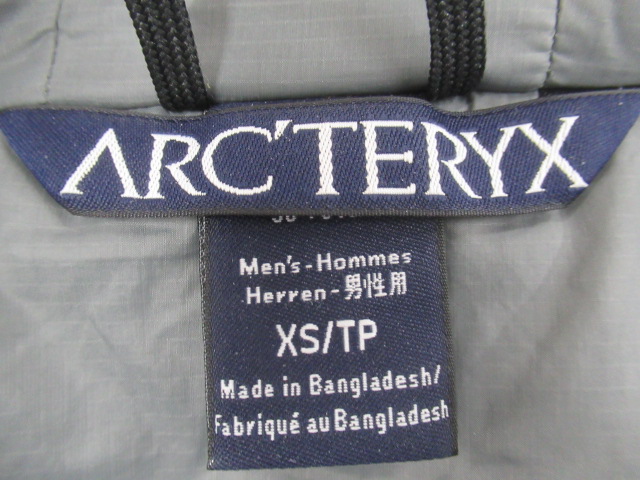 ARC'TERYX
Men's-Hommes
Herren-男性用
XS/TP
Made in Bangladesh/
Fabriqué au Bangladesh